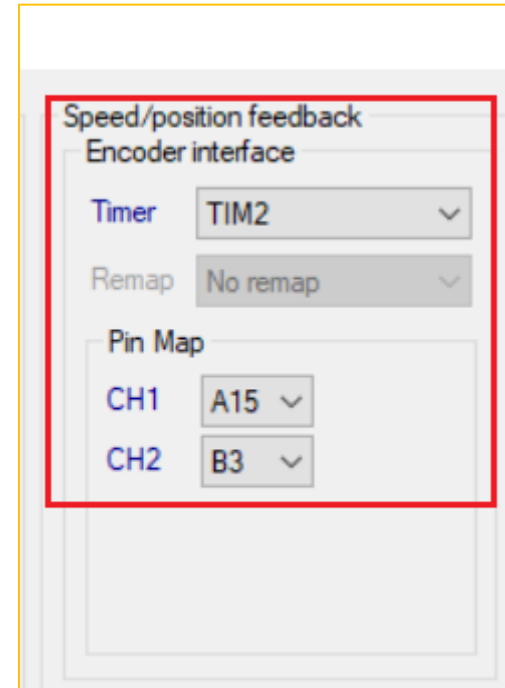 Speed/position feedback
Encoder interface
Timer TIM2
Remap No remap
Pin Map
CH1 A15
CH2 B3